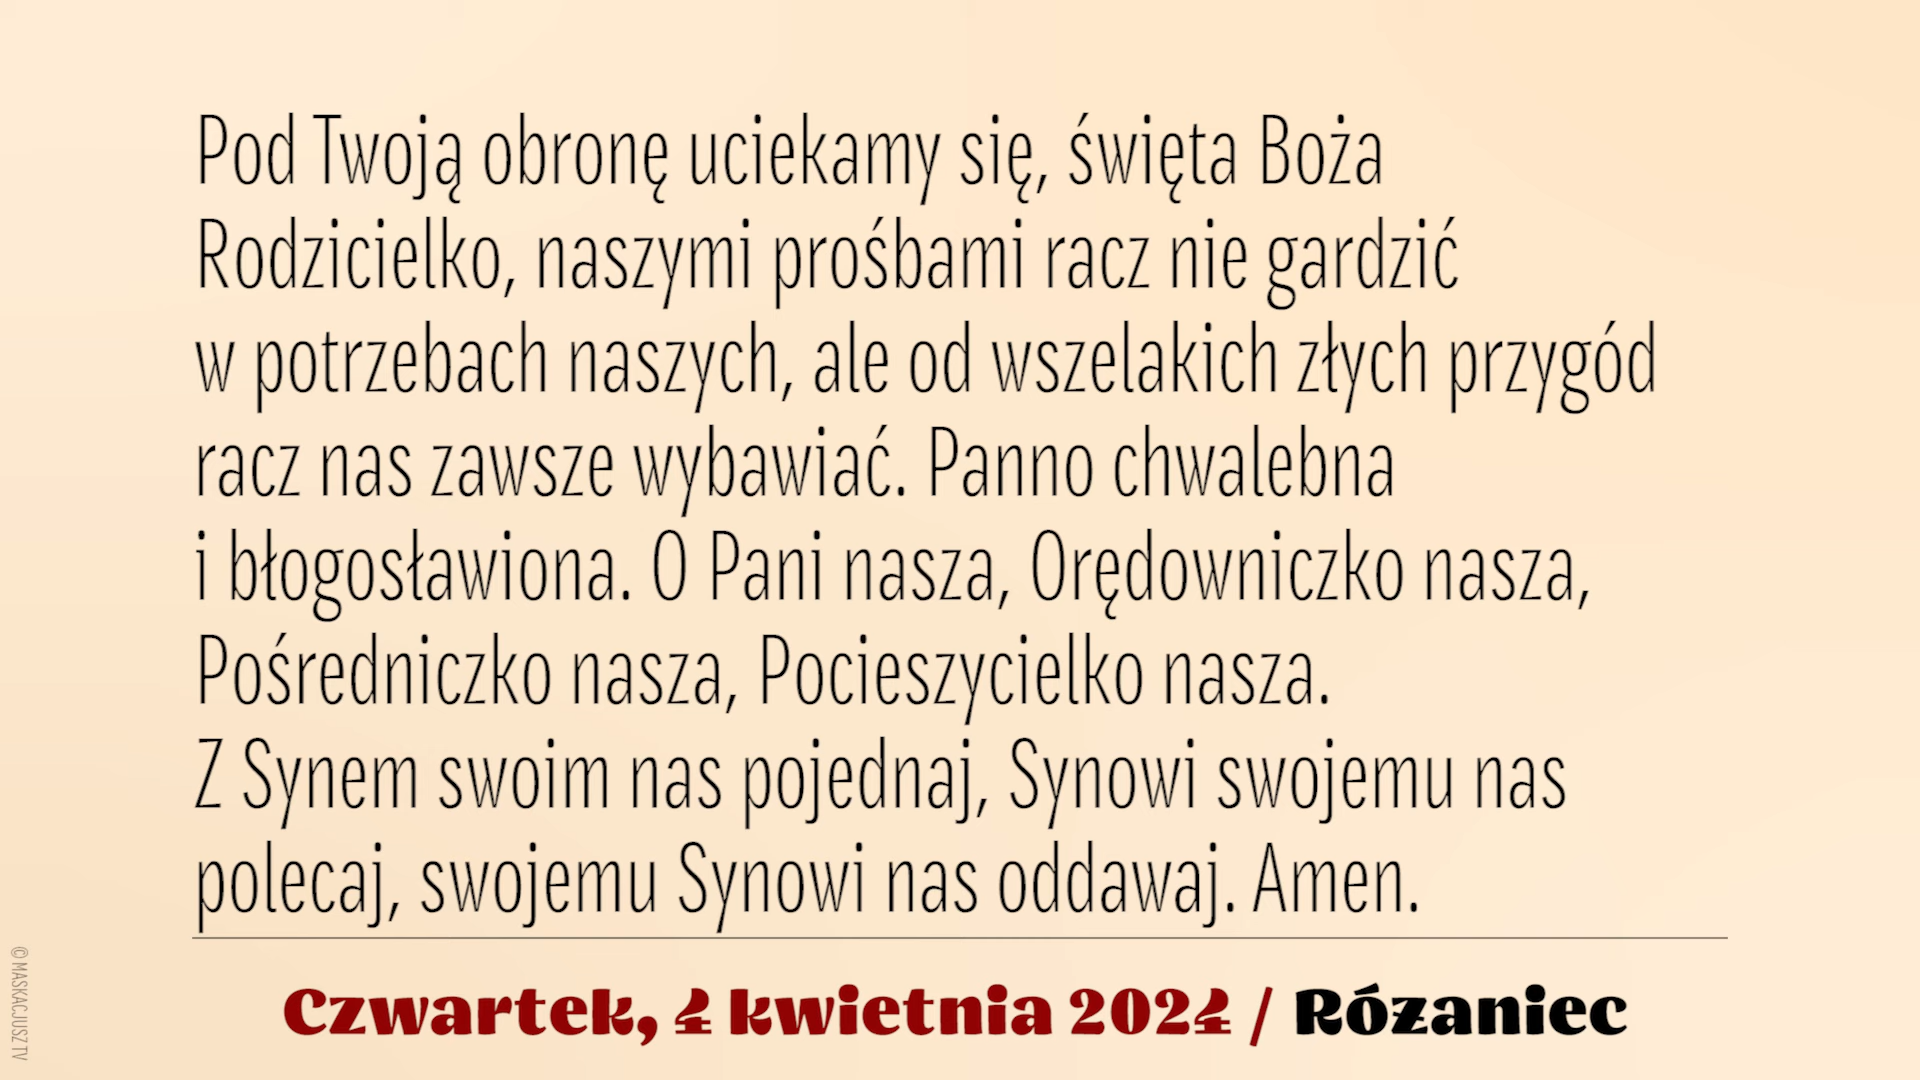 Pod Twoją obronę uciekamy się, święta Boża
Rodzicielko, naszymi prośbami racz nie gardzić
w potrzebach naszych, ale od wszelakich złych przygód
racz nas zawsze wybawiać. Panno chwalebna
i błogosławiona. O Pani nasza, Orędowniczko nasza,
Pośredniczko nasza, Pocieszycielko nasza.
Z Synem swoim nas pojednaj, Synowi swojemu nas
polecaj, swojemu Synowi nas oddawaj. Amen.
Czwartek, 4 kwietnia 2024 / Różaniec
© MASKACJUSZ TV